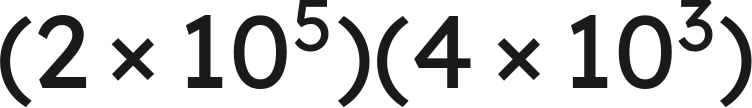 (2 × 10⁵)(4 × 10³)